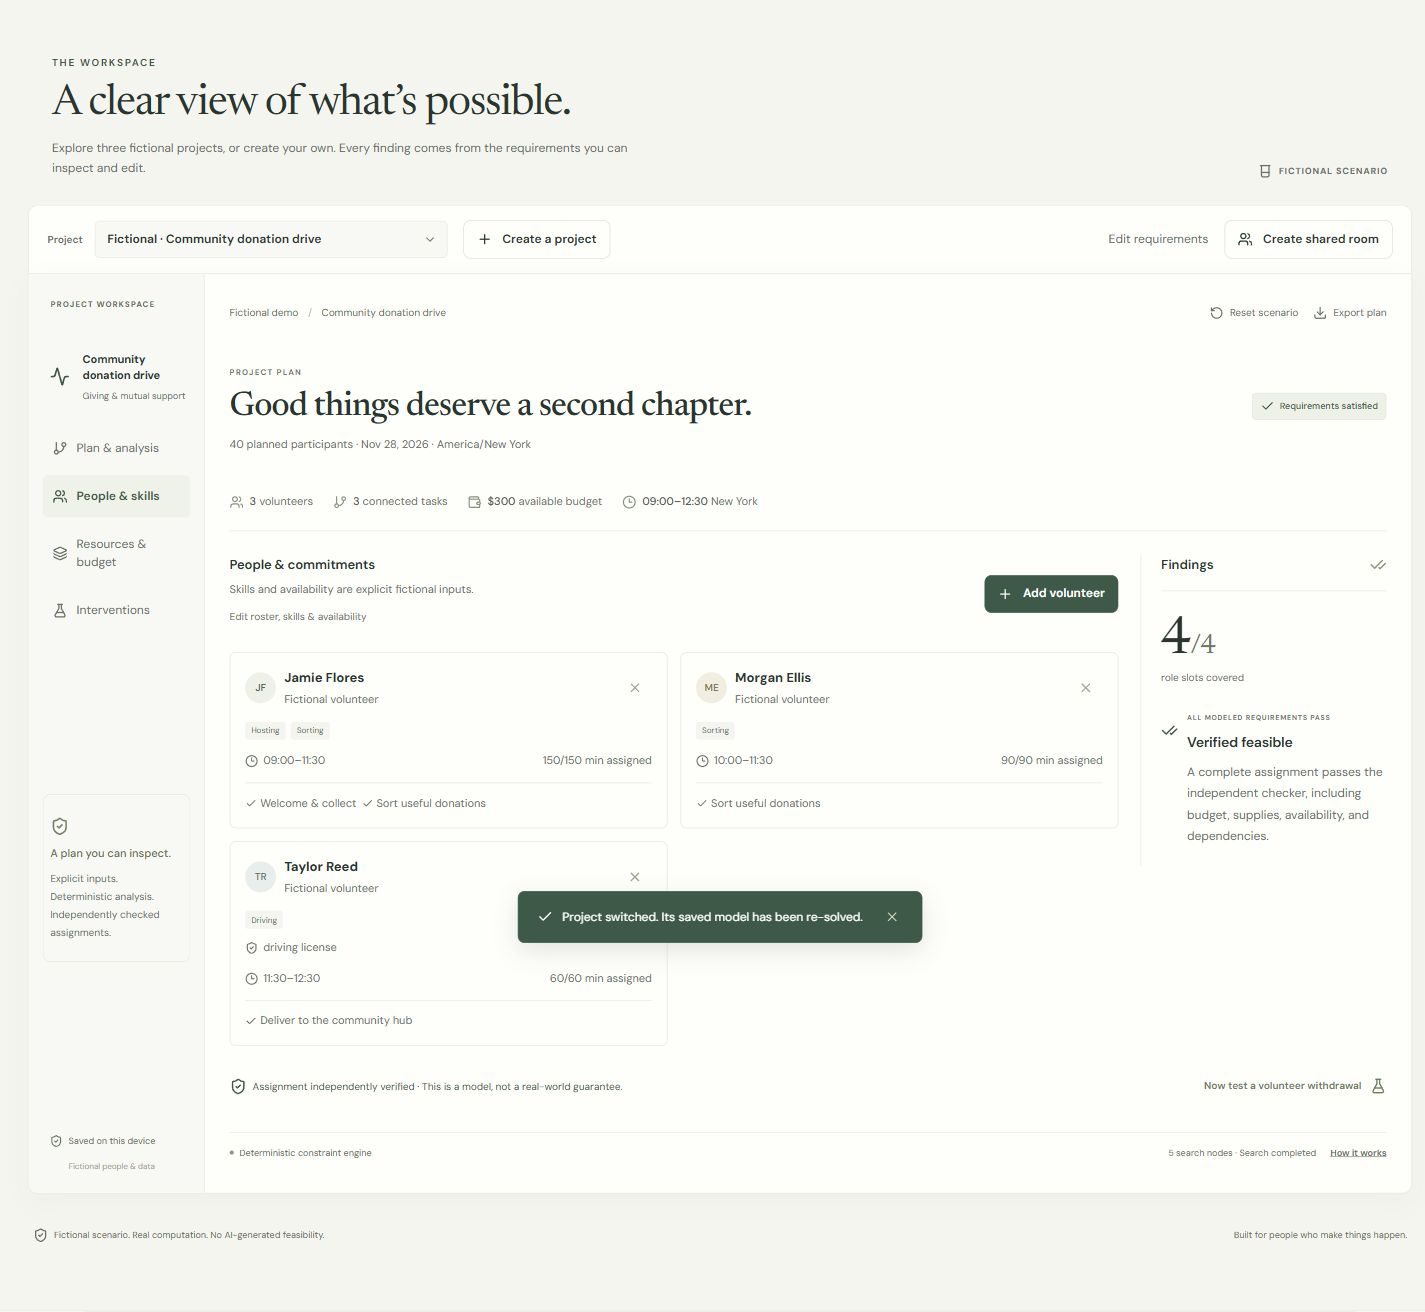 THE WORKSPACE
A clear view of what's possible.
Explore three fictional projects, or create your own. Every finding comes from the requirements you can
inspect and edit.
FICTIONAL SCENARIO
Project
Fictional · Community donation drive
Create a project
Edit requirements
Create shared room
PROJECT WORKSPACE
Community
donation drive
Giving & mutual support
Plan & analysis
People & skills
Resources &
budget
Interventions
A plan you can inspect.
Explicit inputs.
Deterministic analysis.
Independently checked
assignments.
Saved on this device
Fictional people & data
Fictional demo / Community donation drive
Reset scenario
Export plan
PROJECT PLAN
Good things deserve a second chapter.
Requirements satisfied
40 planned participants · Nov 28, 2026 · America/New York
3 volunteers
3 connected tasks
$300 available budget
09:00–12:30 New York
People & commitments
Skills and availability are explicit fictional inputs.
Edit roster, skills & availability
Add volunteer
JF
Jamie Flores
Fictional volunteer
Hosting
Sorting
09:00–11:30
150/150 min assigned
Welcome & collect
Sort useful donations
ME
Morgan Ellis
Fictional volunteer
Sorting
10:00–11:30
90/90 min assigned
Sort useful donations
TR
Taylor Reed
Fictional volunteer
Driving
driving license
11:30–12:30
60/60 min assigned
Deliver to the community hub
Project switched. Its saved model has been re-solved.
Findings
4/4
role slots covered
ALL MODELED REQUIREMENTS PASS
Verified feasible
A complete assignment passes the
independent checker, including
budget, supplies, availability, and
dependencies.
Assignment independently verified · This is a model, not a real-world guarantee.
Now test a volunteer withdrawal
Deterministic constraint engine
5 search nodes · Search completed
How it works
Fictional scenario. Real computation. No AI-generated feasibility.
Built for people who make things happen.